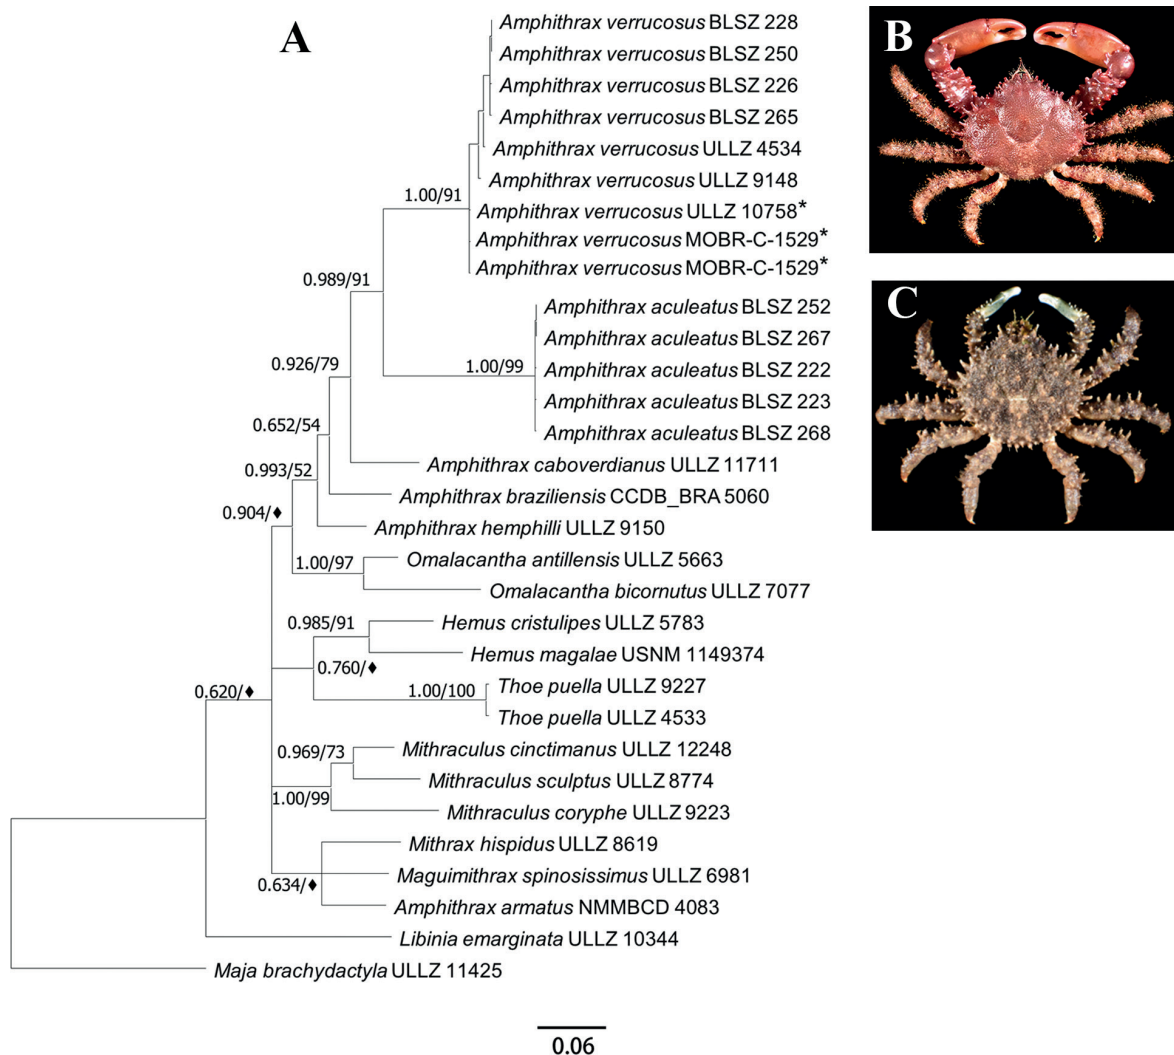 A
B
C
Amphithrax verrucosus BLSZ 228
Amphithrax verrucosus BLSZ 250
Amphithrax verrucosus BLSZ 226
Amphithrax verrucosus BLSZ 265
Amphithrax verrucosus ULLZ 4534
Amphithrax verrucosus ULLZ 9148
1.00/91
Amphithrax verrucosus ULLZ 10758*
Amphithrax verrucosus MOBR-C-1529*
Amphithrax verrucosus MOBR-C-1529*
0.989/91
Amphithrax aculeatus BLSZ 252
Amphithrax aculeatus BLSZ 267
0.926/79
1.00/99
Amphithrax aculeatus BLSZ 222
Amphithrax aculeatus BLSZ 223
0.652/54
Amphithrax aculeatus BLSZ 268
Amphithrax caboverdianus ULLZ 11711
0.993/52
Amphithrax braziliensis CCDB_BRA 5060
0.904/♦
Amphithrax hemphilli ULLZ 9150
1.00/97
Omalacantha antillensis ULLZ 5663
Omalacantha bicornutus ULLZ 7077
0.985/91
Hemus cristulipes ULLZ 5783
Hemus magalae USNM 1149374
0.760/♦
0.620/♦
1.00/100
Thoe puella ULLZ 9227
Thoe puella ULLZ 4533
0.969/73
Mithraculus cinctimanus ULLZ 12248
Mithraculus sculptus ULLZ 8774
1.00/99
Mithraculus coryphe ULLZ 9223
Mithrax hispidus ULLZ 8619
Maguimithrax spinosissimus ULLZ 6981
0.634/♦
Amphithrax armatus NMMBCD 4083
Libinia emarginata ULLZ 10344
Maja brachydactyla ULLZ 11425
0.06